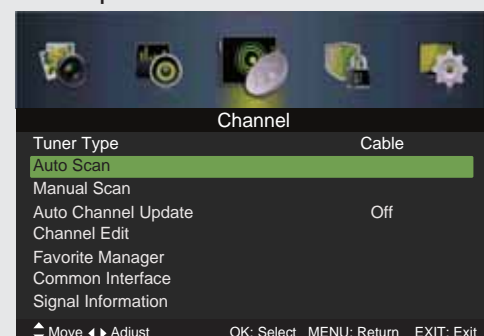 Channel
Tuner Type Cable
Auto Scan
Manual Scan
Auto Channel Update Off
Channel Edit
Favorite Manager
Common Interface
Signal Information
Move Adjust OK: Select MENU: Return EXIT: Exit